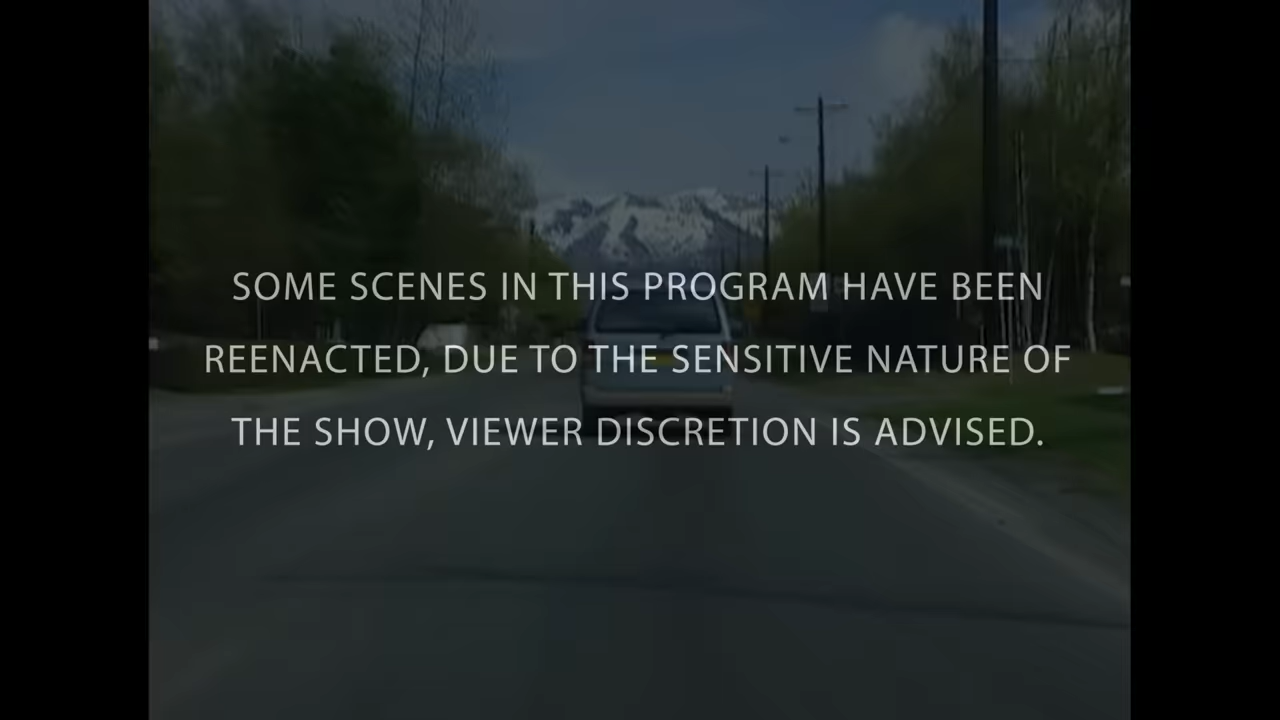 SOME SCENES IN THIS PROGRAM HAVE BEEN
REENACTED, DUE TO THE SENSITIVE NATURE OF
THE SHOW, VIEWER DISCRETION IS ADVISED.